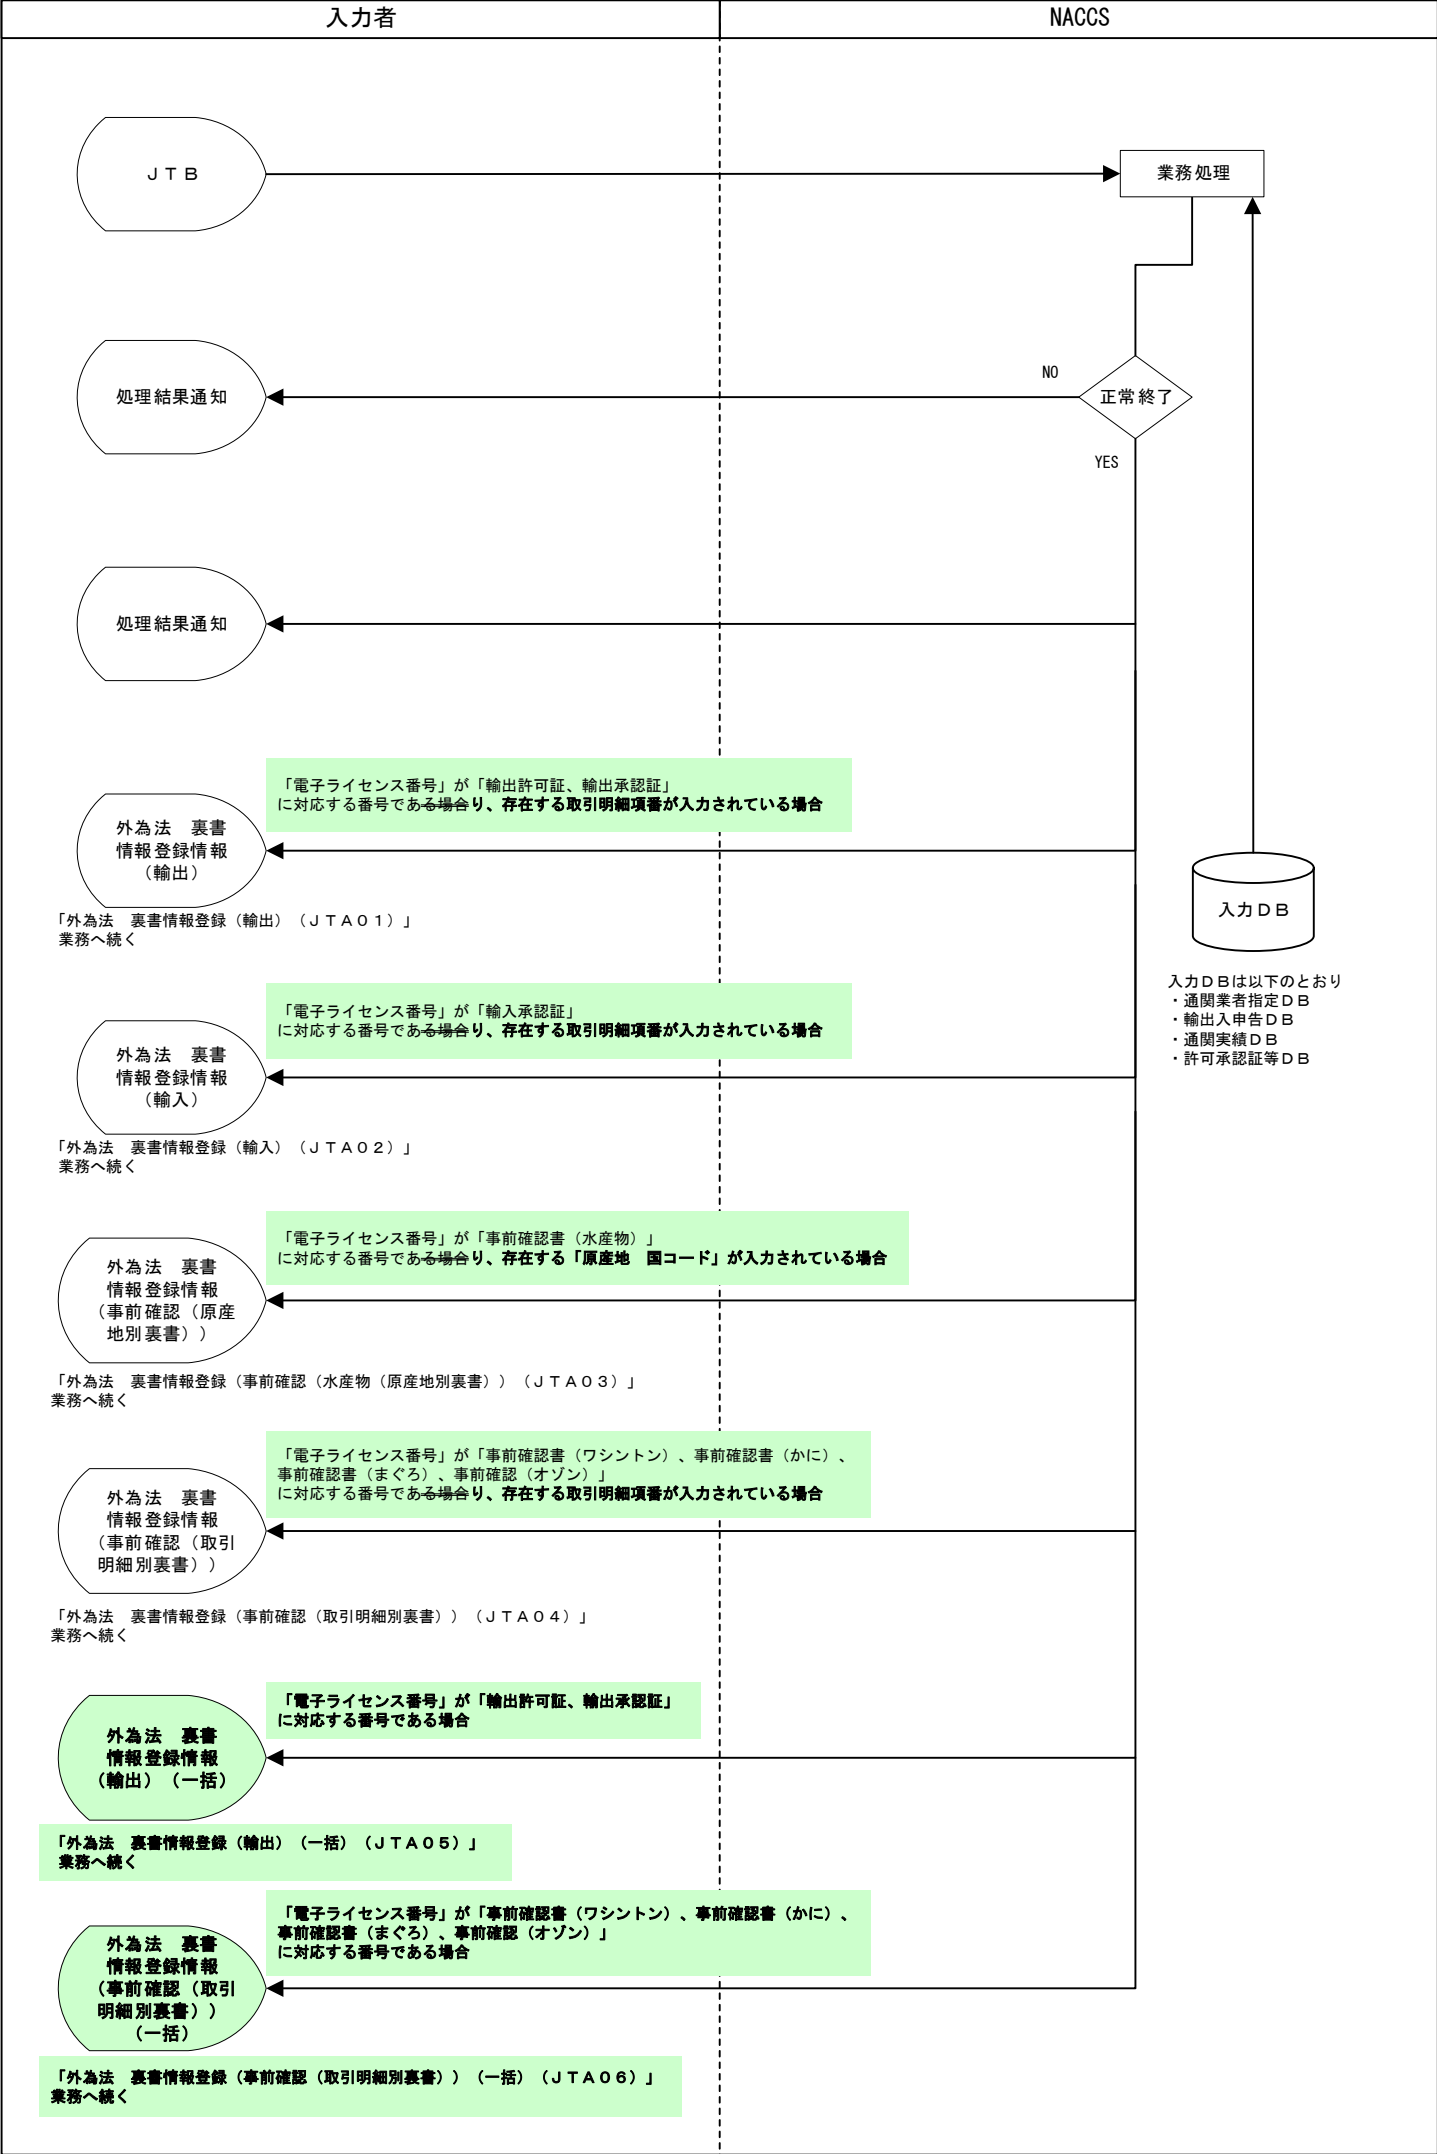 入力者
NACCS
ＪＴＢ
業務処理
処理結果通知
NO
正常終了
YES
処理結果通知
「電子ライセンス番号」が「輸出許可証、輸出承認証」
に対応する番号である場合り、存在する取引明細項番が入力されている場合
外為法　裏書
情報登録情報
（輸出）
「外為法　裏書情報登録（輸出）（ＪＴＡ０１）」
業務へ続く
入力ＤＢ
入力ＤＢは以下のとおり
・通関業者指定ＤＢ
・輸出入申告ＤＢ
・通関実績ＤＢ
・許可承認証等ＤＢ
「電子ライセンス番号」が「輸入承認証」
に対応する番号である場合り、存在する取引明細項番が入力されている場合
外為法　裏書
情報登録情報
（輸入）
「外為法　裏書情報登録（輸入）（ＪＴＡ０２）」
業務へ続く
「電子ライセンス番号」が「事前確認書（水産物）」
に対応する番号である場合り、存在する「原産地　国コード」が入力されている場合
外為法　裏書
情報登録情報
（事前確認（原産
地別裏書））
「外為法　裏書情報登録（事前確認（水産物（原産地別裏書））（ＪＴＡ０３）」
業務へ続く
「電子ライセンス番号」が「事前確認書（ワシントン）、事前確認書（かに）、
事前確認書（まぐろ）、事前確認（オゾン）」
に対応する番号である場合り、存在する取引明細項番が入力されている場合
外為法　裏書
情報登録情報
（事前確認（取引
明細別裏書））
「外為法　裏書情報登録（事前確認（取引明細別裏書））（ＪＴＡ０４）」
業務へ続く
「電子ライセンス番号」が「輸出許可証、輸出承認証」
に対応する番号である場合
外為法　裏書
情報登録情報
（輸出）（一括）
「外為法　裏書情報登録（輸出）（一括）（ＪＴＡ０５）」
業務へ続く
「電子ライセンス番号」が「事前確認書（ワシントン）、事前確認書（かに）、
事前確認書（まぐろ）、事前確認（オゾン）」
に対応する番号である場合
外為法　裏書
情報登録情報
（事前確認（取引
明細別裏書））
（一括）
「外為法　裏書情報登録（事前確認（取引明細別裏書））（一括）（ＪＴＡ０６）」
業務へ続く